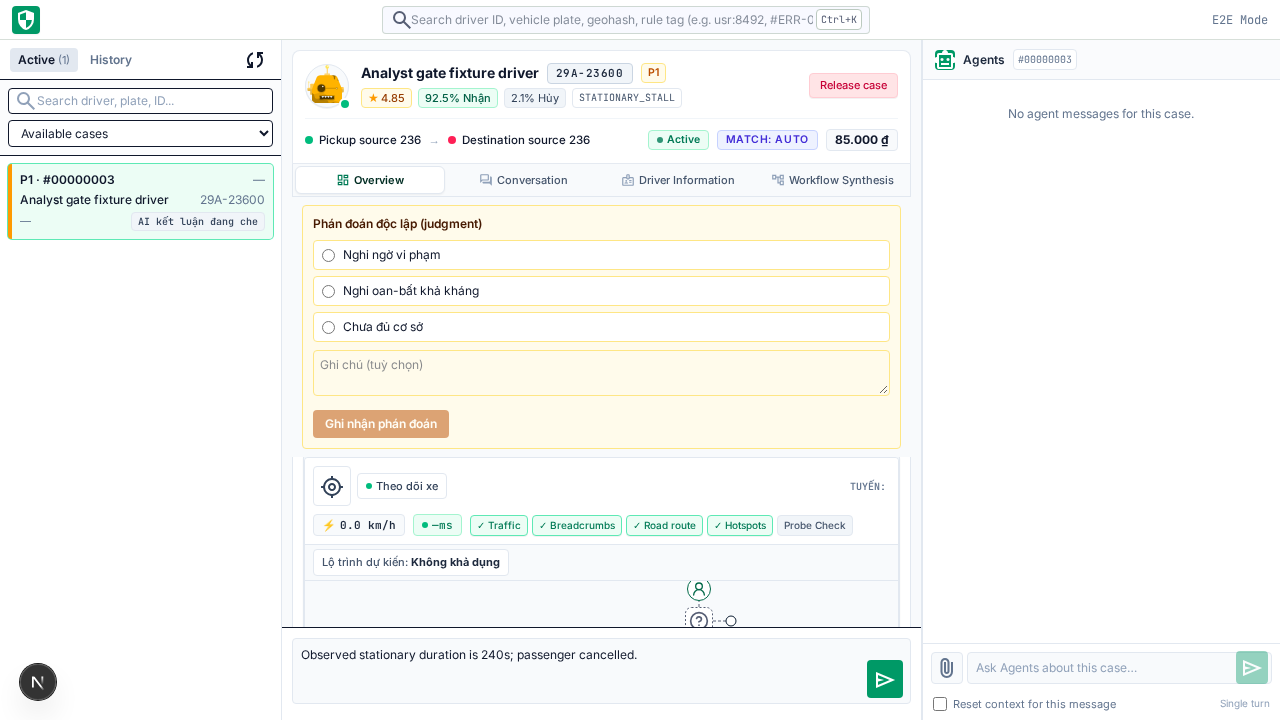 Search driver ID, vehicle plate, geohash, rule tag (e.g. usr:8492, #ERR-0
Ctrl+K
E2E Mode
Active (1)
History
Search driver, plate, ID...
Available cases
P1 · #00000003 —
Analyst gate fixture driver 29A-23600
— AI kết luận đang che
Analyst gate fixture driver 29A-23600 P1
★ 4.85 92.5% Nhận 2.1% Hủy STATIONARY_STALL
Release case
Pickup source 236 → Destination source 236
Active MATCH: AUTO 85.000 ₫
Overview
Conversation
Driver Information
Workflow Synthesis
Phán đoán độc lập (judgment)
Nghi ngờ vi phạm
Nghi oan-bất khả kháng
Chưa đủ cơ sở
Ghi chú (tuỳ chọn)
Ghi nhận phán đoán
Theo dõi xe
TUYẾN:
⚡ 0.0 km/h —ms ✓ Traffic ✓ Breadcrumbs ✓ Road route ✓ Hotspots Probe Check
Lộ trình dự kiến: Không khả dụng
Observed stationary duration is 240s; passenger cancelled.
N
Agents #00000003
No agent messages for this case.
Ask Agents about this case...
Reset context for this message
Single turn